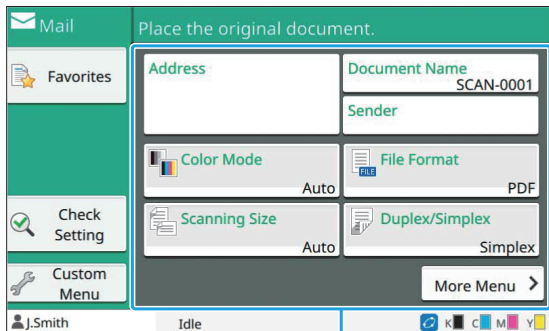 Mail
Place the original document.
Favorites
Address
Document Name
SCAN-0001
Sender
Color Mode
Auto
File Format
FILE
PDF
Check
Setting
Scanning Size
Auto
Duplex/Simplex
Simplex
Custom
Menu
More Menu
J.Smith
Idle
K C M Y